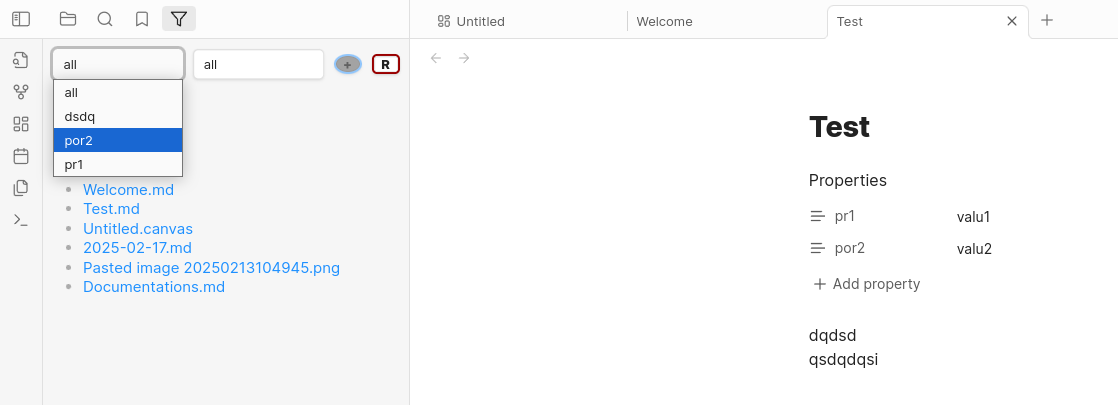 Untitled
Welcome
Test
all
all
+
R
all
dsdq
por2
pr1
Welcome.md
Test.md
Untitled.canvas
2025-02-17.md
Pasted image 20250213104945.png
Documentations.md
Test
Properties
pr1 valu1
por2 valu2
Add property
dqdsd
qsdqdqsi